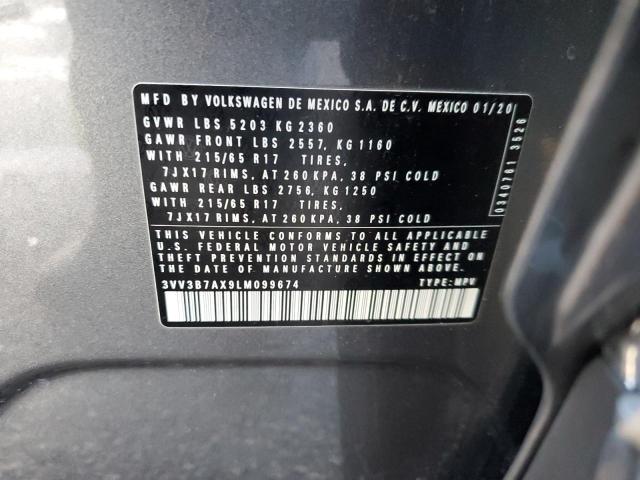 MFD BY VOLKSWAGEN DE MEXICO S.A. DE C.V. MEXICO 01/20
GVWR LBS 5203 KG 2360
GAWR FRONT LBS 2557, KG 1160
WITH 215/65 R17 TIRES,
7JX17 RIMS, AT 260 KPA, 38 PSI COLD
GAWR REAR LBS 2756, KG 1250
WITH 215/65 R17 TIRES,
7JX17 RIMS, AT 260 KPA, 38 PSI COLD
THIS VEHICLE CONFORMS TO ALL APPLICABLE
U.S. FEDERAL MOTOR VEHICLE SAFETY AND
THEFT PREVENTION STANDARDS IN EFFECT ON
THE DATE OF MANUFACTURE SHOWN ABOVE.
3VV3B7AX9LM099674 TYPE: MPV
0340761 3526